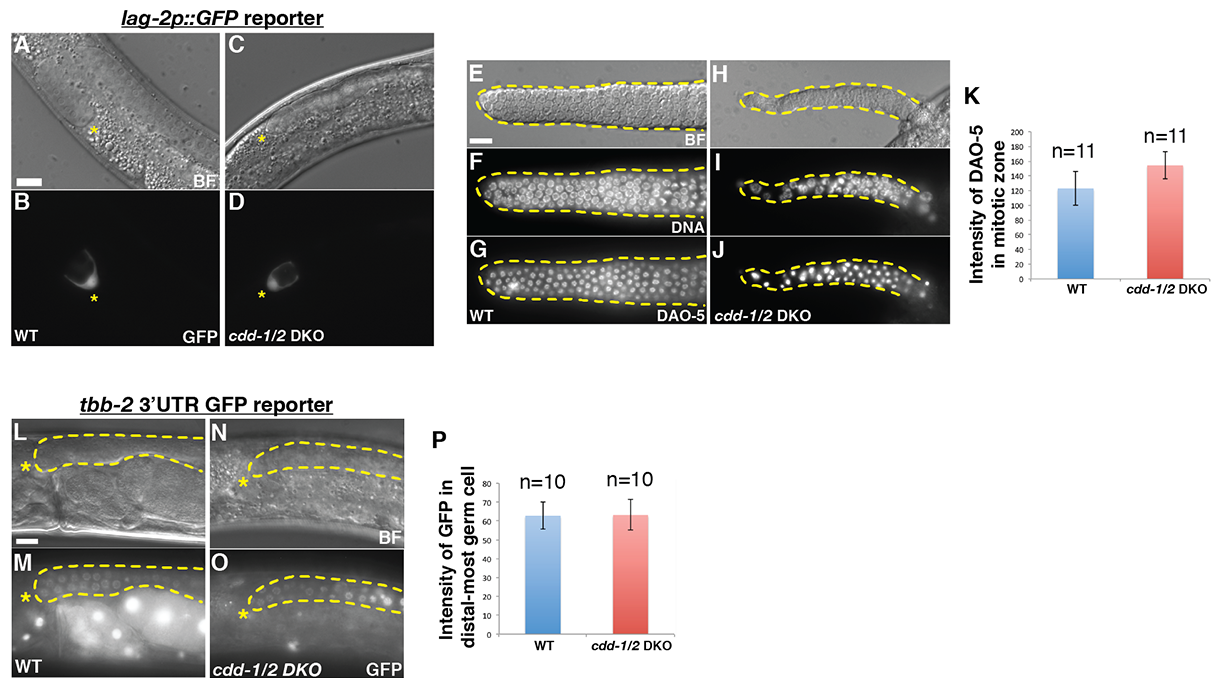 lag-2p::GFP reporter
A
C
BF
B
D
WT
GFP
cdd-1/2 DKO
E
H
BF
F
I
DNA
G
J
WT
DAO-5
cdd-1/2 DKO
K
Intensity of DAO-5
in mitotic zone
200
180
160
140
120
100
80
60
40
20
0
n=11
n=11
WT
cdd-1/2 DKO
tbb-2 3’UTR GFP reporter
L
N
*
*
BF
M
O
*
*
WT
cdd-1/2 DKO
GFP
P
Intensity of GFP in
distal-most germ cell
80
70
60
50
40
30
20
10
0
n=10
n=10
WT
cdd-1/2 DKO